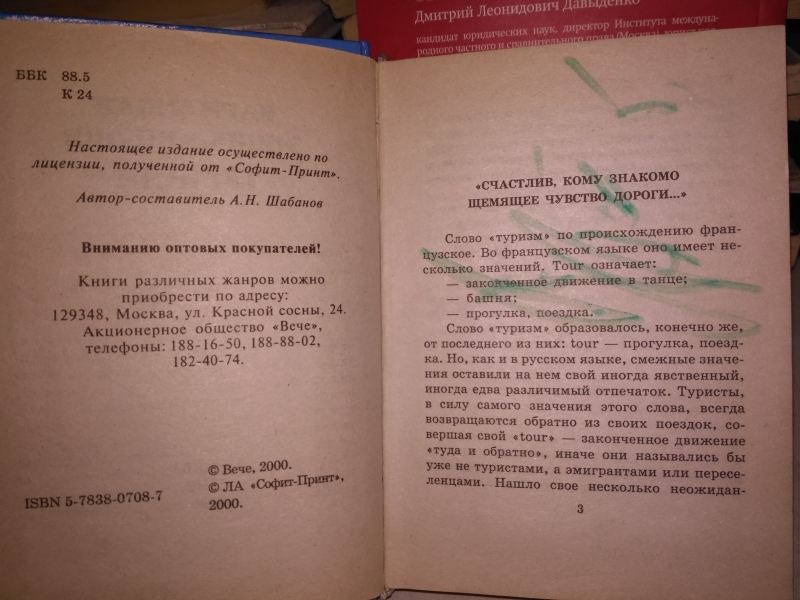 Дмитрий Леонидович Давыденко
кандидат юридических наук, директор Института междуна-
родного частного и сравнительного права (Москва),
ББК 88.5
К 24
Настоящее издание осуществлено по
лицензии, полученной от «Софит-Принт».
Автор-составитель А.Н. Шабанов
Вниманию оптовых покупателей!
Книги различных жанров можно
приобрести по адресу:
129348, Москва, ул. Красной сосны, 24.
Акционерное общество «Вече»,
телефоны: 188-16-50, 188-88-02,
182-40-74.
© Вече, 2000.
© ЛА «Софит-Принт»,
2000.
ISBN 5-7838-0708-7
«СЧАСТЛИВ, КОМУ ЗНАКОМО
ЩЕМЯЩЕЕ ЧУВСТВО ДОРОГИ...»
Слово «туризм» по происхождению фран-
цузское. Во французском языке оно имеет не-
сколько значений. Tour означает:
— законченное движение в танце;
— башня;
— прогулка, поездка.
Слово «туризм» образовалось, конечно же,
от последнего из них: tour — прогулка, поезд-
ка. Но, как и в русском языке, смежные значе-
ния оставили на нем свой иногда явственный,
иногда едва различимый отпечаток. Туристы,
в силу самого значения этого слова, всегда
возвращаются обратно из своих поездок, со-
вершая свой «tour» — законченное движение
«туда и обратно», иначе они назывались бы
уже не туристами, а эмигрантами или пересе-
ленцами. Нашло свое несколько неожидан-
3